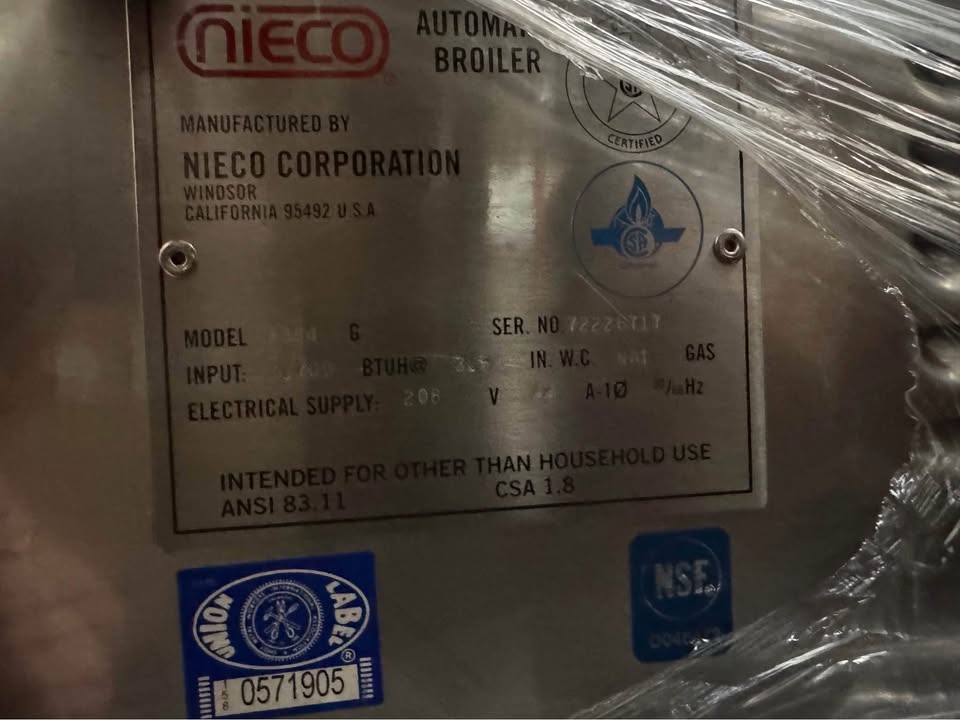 NIECO
AUTOMA
BROILER
CERTIFIED
MANUFACTURED BY
NIECO CORPORATION
WINDSOR
CALIFORNIA 95492 U.S.A
MODEL G SER. NO
INPUT: BTUH@ IN. W.C. NAT GAS
ELECTRICAL SUPPLY: 208 V A-1Ø Hz
INTENDED FOR OTHER THAN HOUSEHOLD USE
ANSI 83.11 CSA 1.8
UNION LABEL ®
158 0571905
NSF